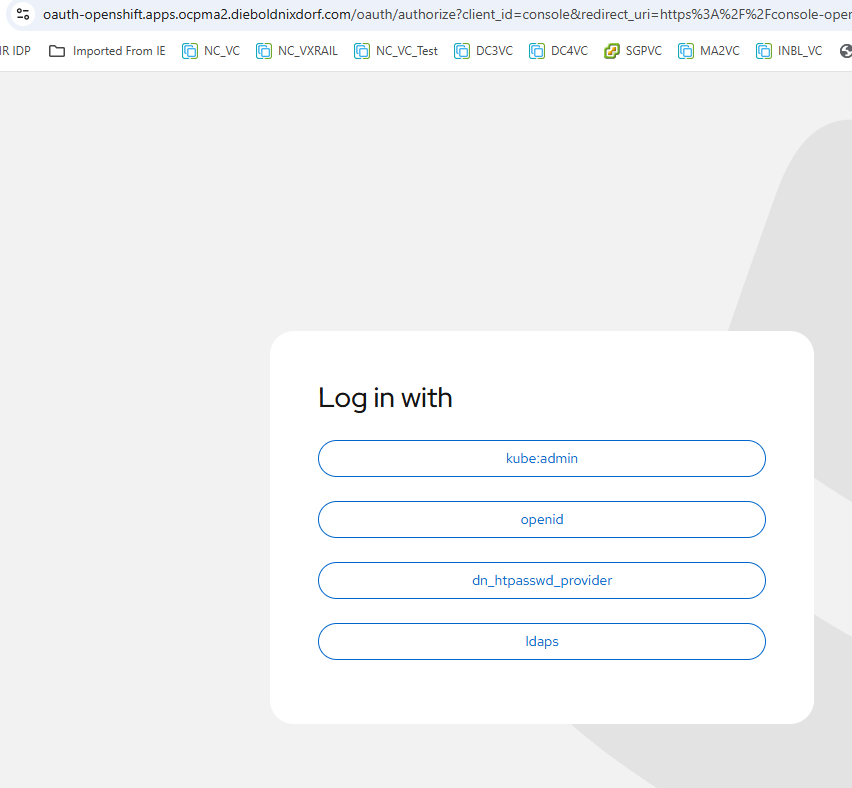 oauth-openshift.apps.ocpma2.dieboldnixdorf.com/oauth/authorize?client_id=console&redirect_uri=https%3A%2F%2Fconsole-oper
IR IDP Imported From IE NC_VC NC_VXRAIL NC_VC_Test DC3VC DC4VC SGPVC MA2VC INBL_VC
Log in with
kube:admin
openid
dn_htpasswd_provider
ldaps